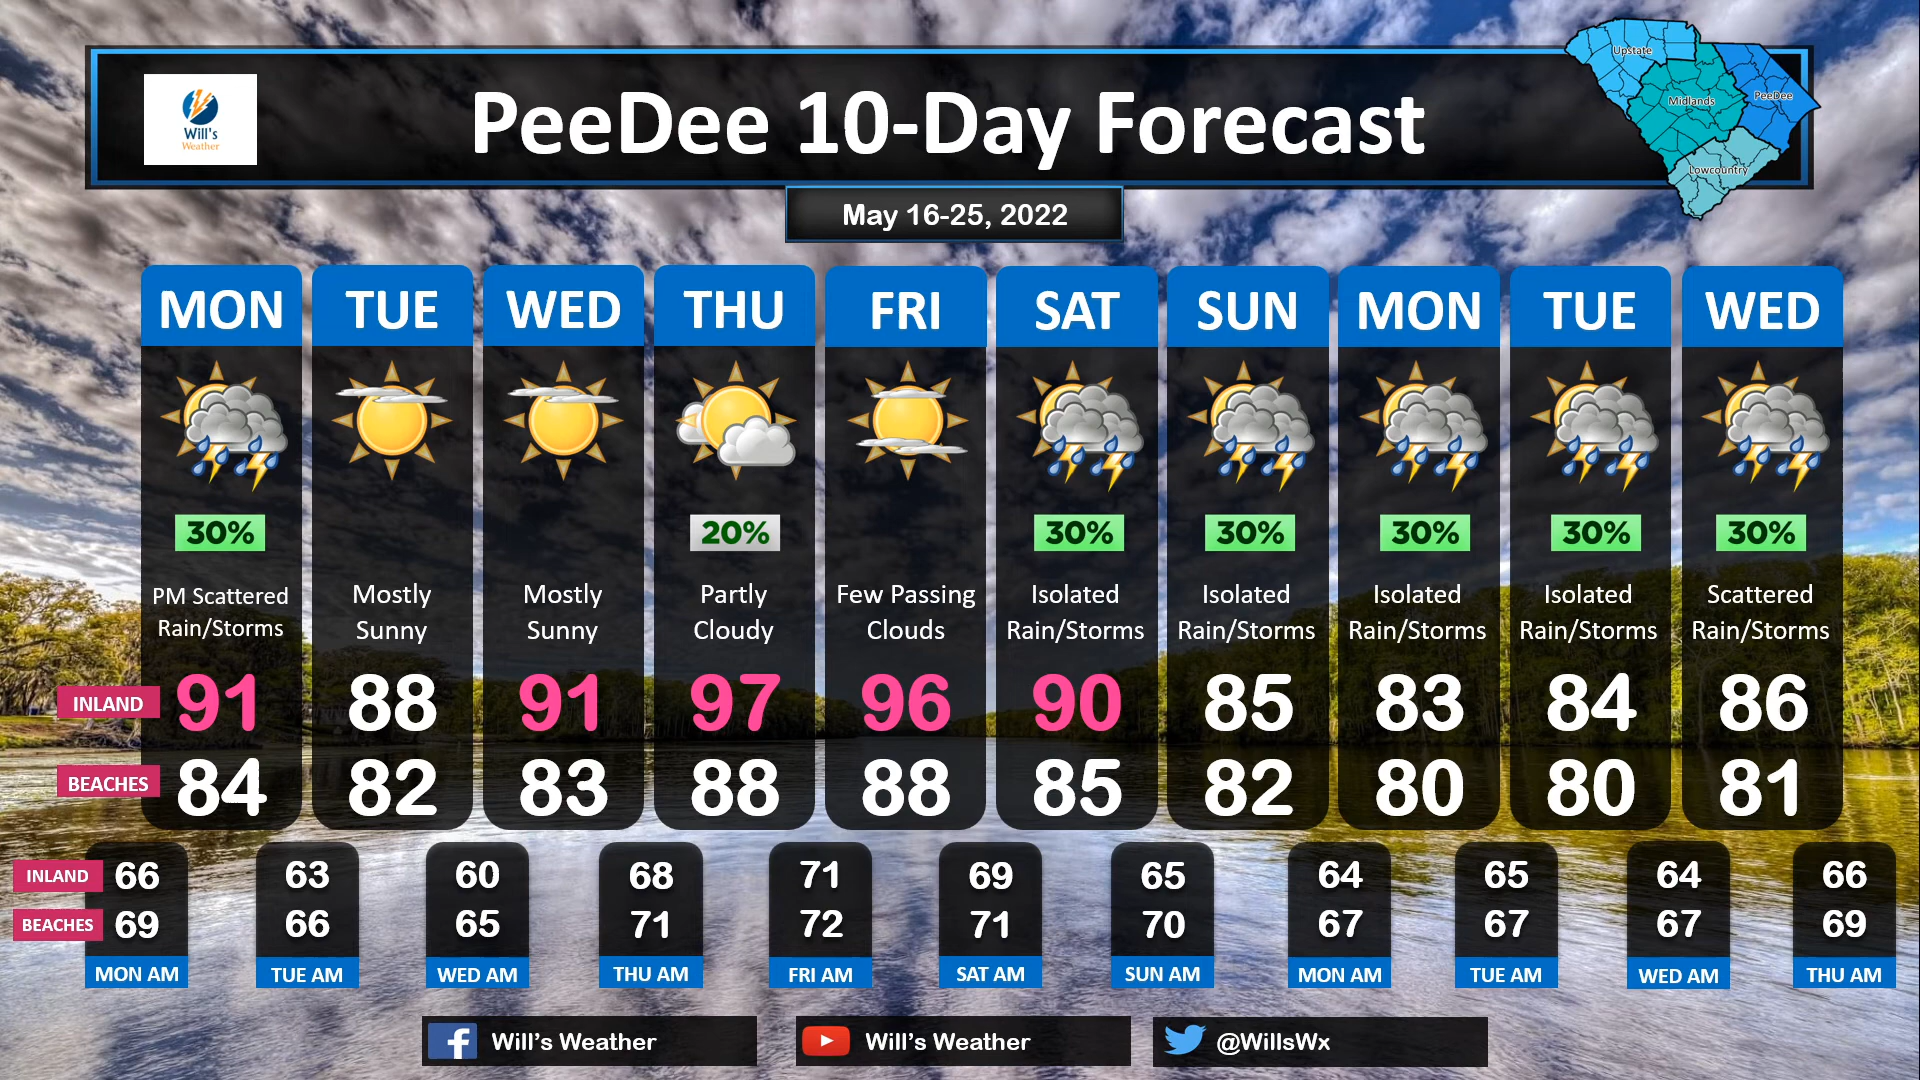 Will's
Weather
PeeDee 10-Day Forecast
Upstate
Midlands
PeeDee
Lowcountry
May 16-25, 2022
MON TUE WED THU FRI SAT SUN MON TUE WED
30% 20% 30% 30% 30% 30% 30%
PM Scattered Mostly Mostly Partly Few Passing Isolated Isolated Isolated Isolated Scattered
Rain/Storms Sunny Sunny Cloudy Clouds Rain/Storms Rain/Storms Rain/Storms Rain/Storms Rain/Storms
INLAND 91 88 91 97 96 90 85 83 84 86
BEACHES 84 82 83 88 88 85 82 80 80 81
INLAND 66 63 60 68 71 69 65 64 65 64 66
BEACHES 69 66 65 71 72 71 70 67 67 67 69
MON AM TUE AM WED AM THU AM FRI AM SAT AM SUN AM MON AM TUE AM WED AM THU AM
Will's Weather Will's Weather @WillsWx